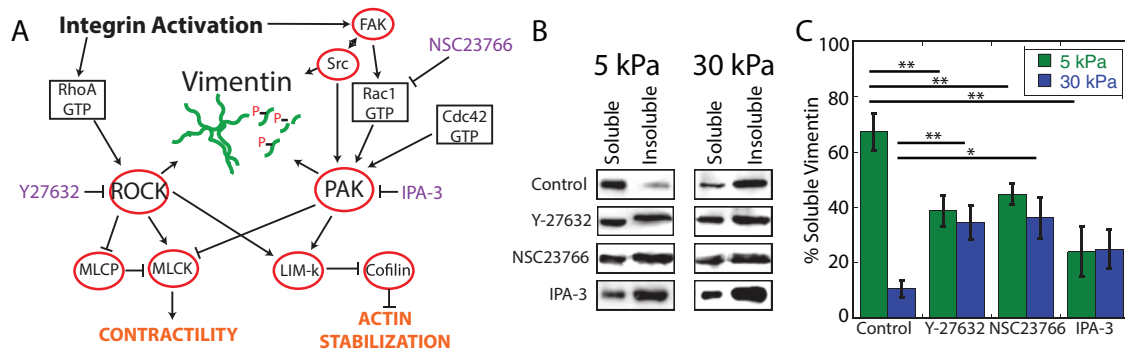 A
Integrin Activation
FAK
NSC23766
Src
Vimentin
RhoA
GTP
Rac1
GTP
Cdc42
GTP
P-
P-
P-
P-
Y27632
ROCK
PAK
IPA-3
MLCP
MLCK
LIM-k
Cofilin
CONTRACTILITY
ACTIN
STABILIZATION
B
5 kPa
30 kPa
Soluble
Insoluble
Soluble
Insoluble
Control
Y-27632
NSC23766
IPA-3
C
% Soluble Vimentin
100
80
60
40
20
0
5 kPa
30 kPa
**
**
**
**
*
Control
Y-27632
NSC23766
IPA-3